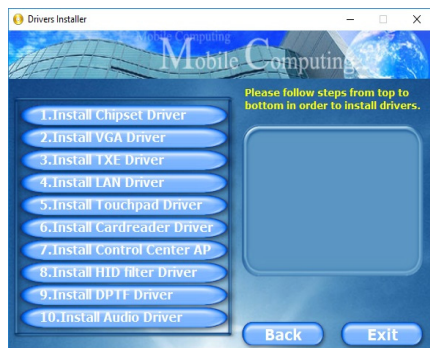 Drivers Installer
Mobile Computing
Mobile Computing
Please follow steps from top to
bottom in order to install drivers.
1.Install Chipset Driver
2.Install VGA Driver
3.Install TXE Driver
4.Install LAN Driver
5.Install Touchpad Driver
6.Install Cardreader Driver
7.Install Control Center AP
8.Install HID filter Driver
9.Install DPTF Driver
10.Install Audio Driver
Back
Exit